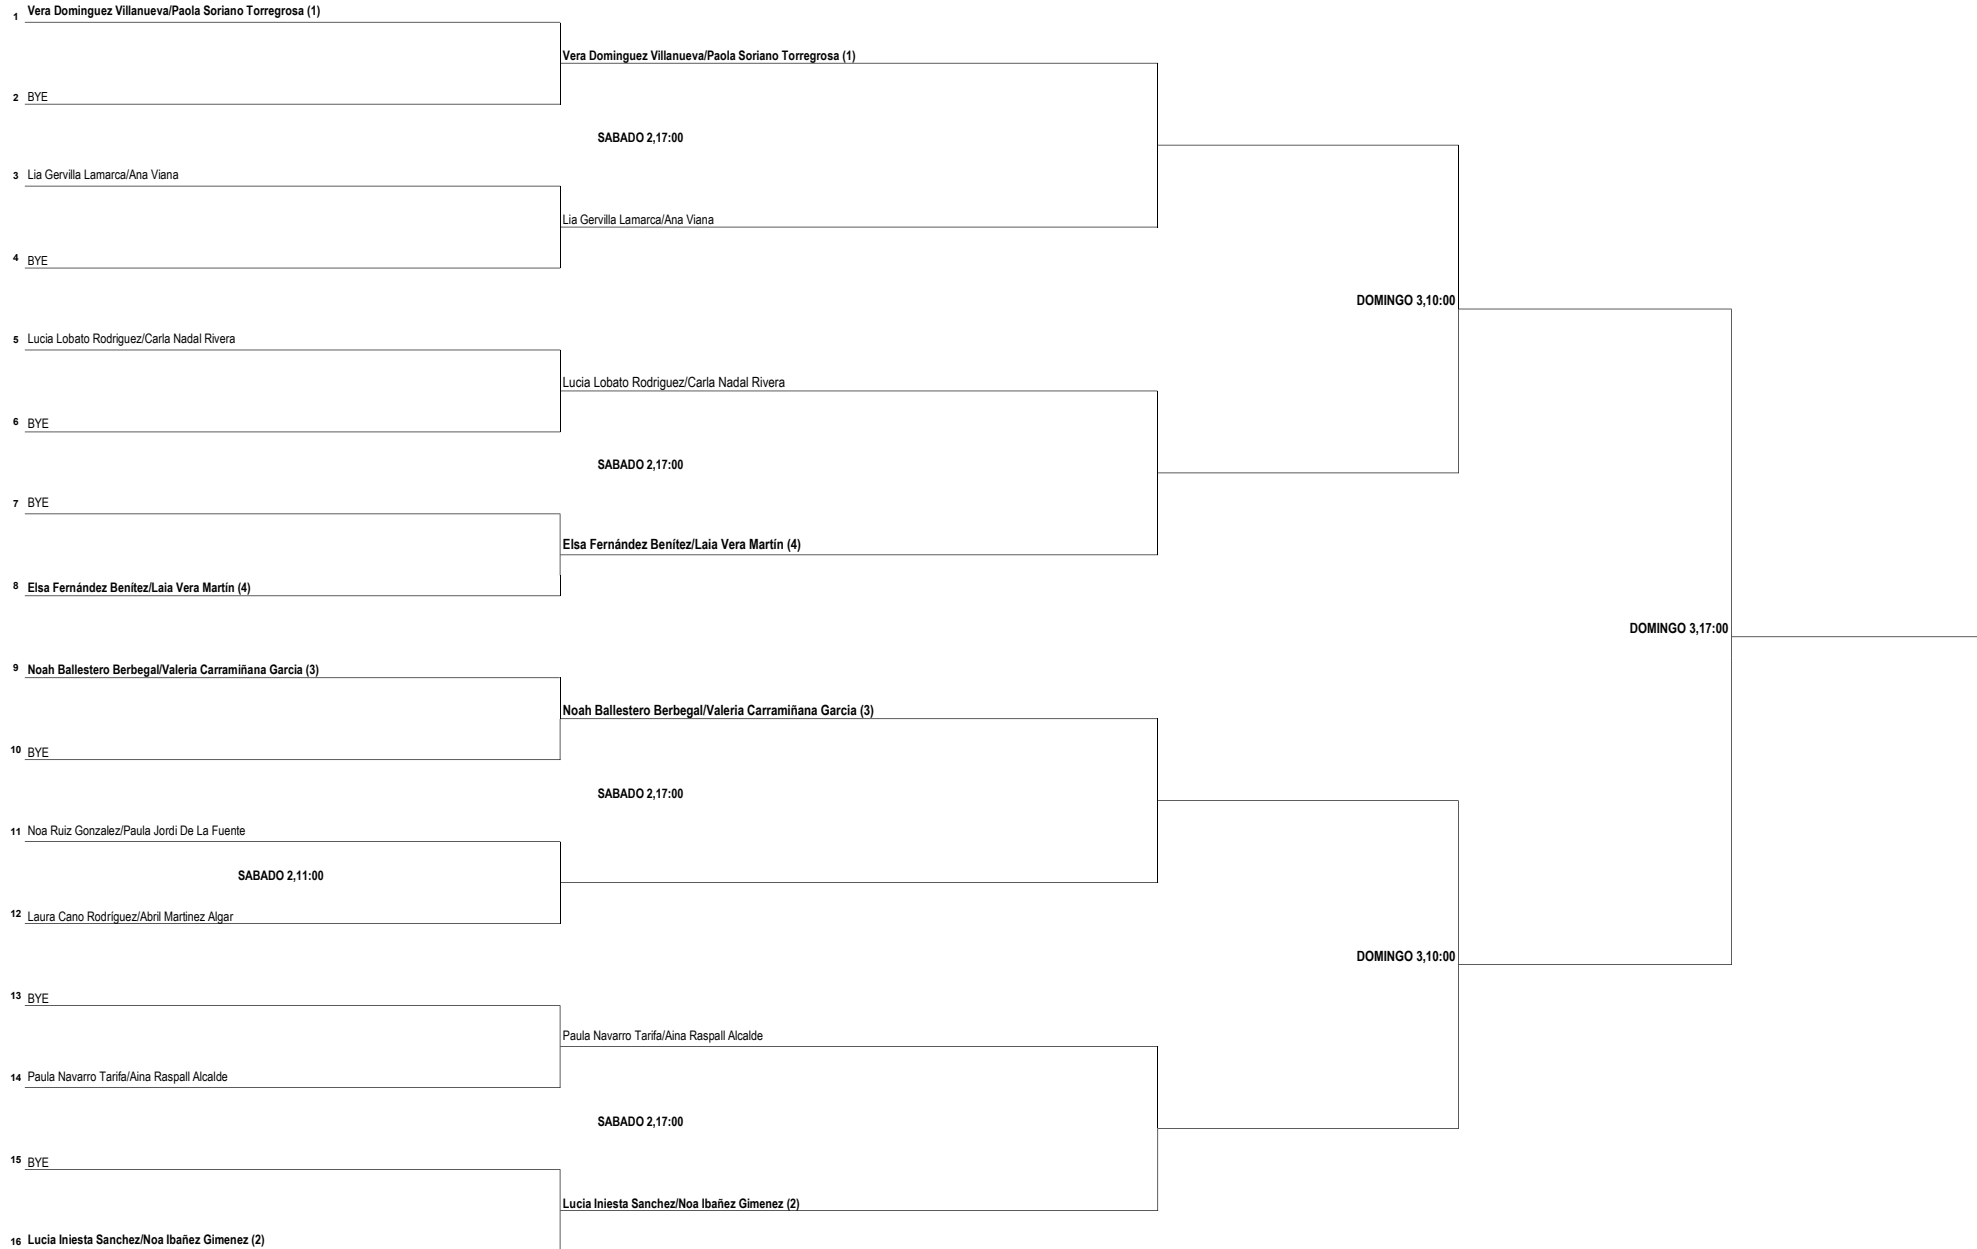 1 Vera Dominguez Villanueva/Paola Soriano Torregrosa (1)
Vera Dominguez Villanueva/Paola Soriano Torregrosa (1)
2 BYE
SABADO 2,17:00
3 Lia Gervilla Lamarca/Ana Viana
Lia Gervilla Lamarca/Ana Viana
4 BYE
DOMINGO 3,10:00
5 Lucia Lobato Rodriguez/Carla Nadal Rivera
Lucia Lobato Rodriguez/Carla Nadal Rivera
6 BYE
SABADO 2,17:00
7 BYE
Elsa Fernández Benítez/Laia Vera Martín (4)
8 Elsa Fernández Benítez/Laia Vera Martín (4)
DOMINGO 3,17:00
9 Noah Ballestero Berbegal/Valeria Carramiñana Garcia (3)
Noah Ballestero Berbegal/Valeria Carramiñana Garcia (3)
10 BYE
SABADO 2,17:00
11 Noa Ruiz Gonzalez/Paula Jordi De La Fuente
SABADO 2,11:00
12 Laura Cano Rodríguez/Abril Martinez Algar
DOMINGO 3,10:00
13 BYE
Paula Navarro Tarifa/Aina Raspall Alcalde
14 Paula Navarro Tarifa/Aina Raspall Alcalde
SABADO 2,17:00
15 BYE
Lucia Iniesta Sanchez/Noa Ibañez Gimenez (2)
16 Lucia Iniesta Sanchez/Noa Ibañez Gimenez (2)